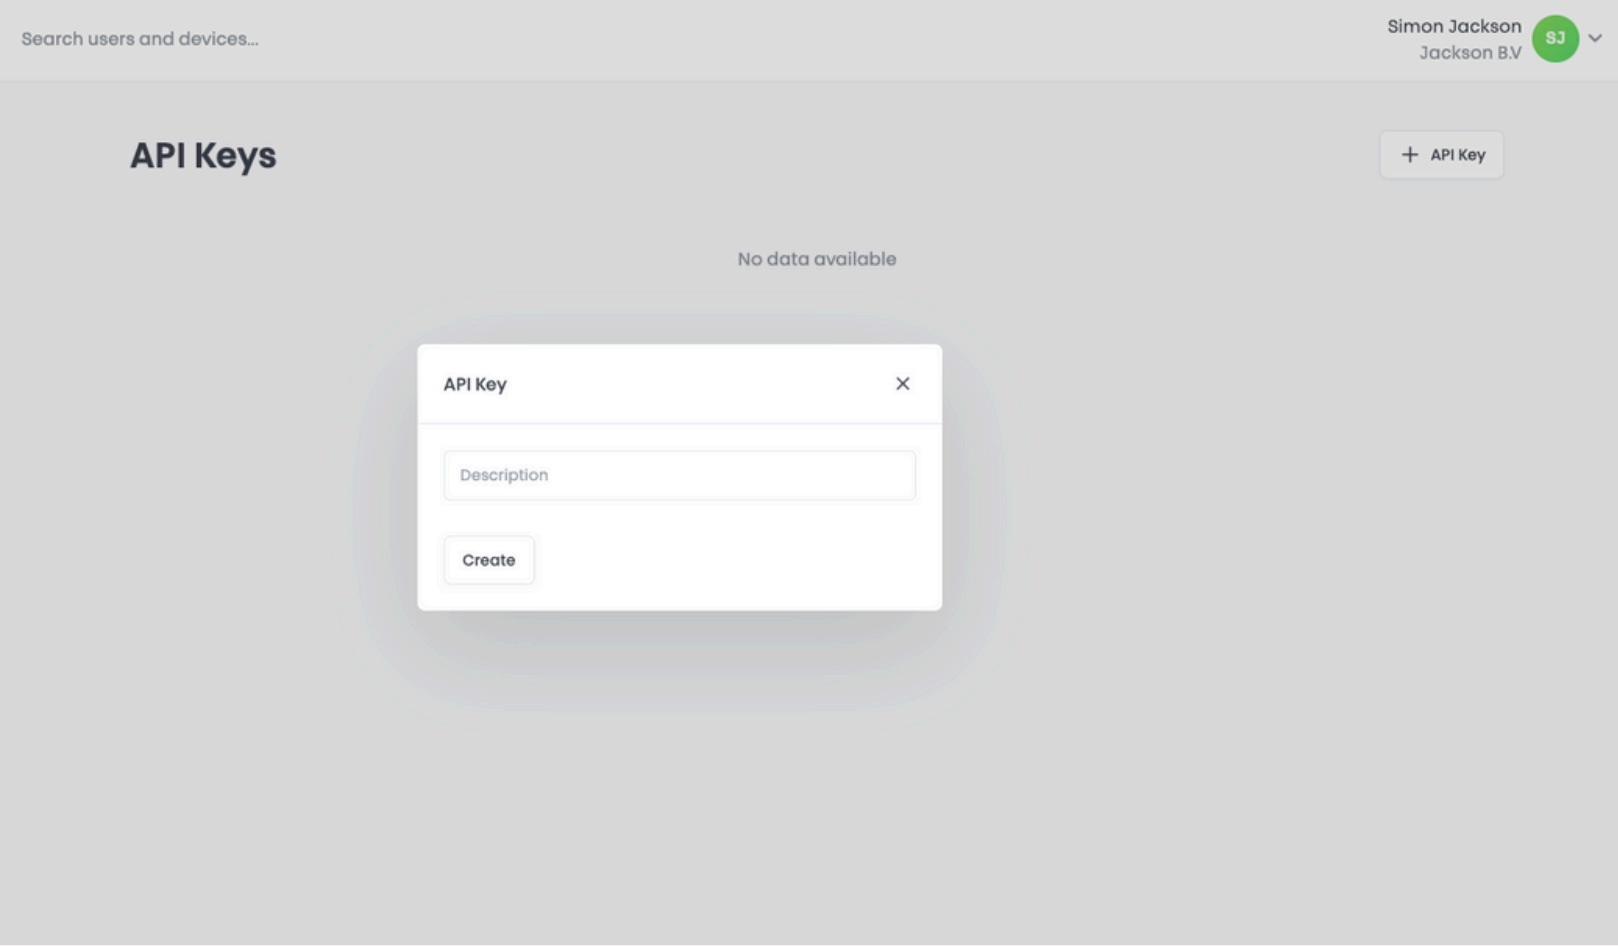 Search users and devices...
Simon Jackson
Jackson B.V
SJ
API Keys
+ API Key
No data available
API Key
Description
Create